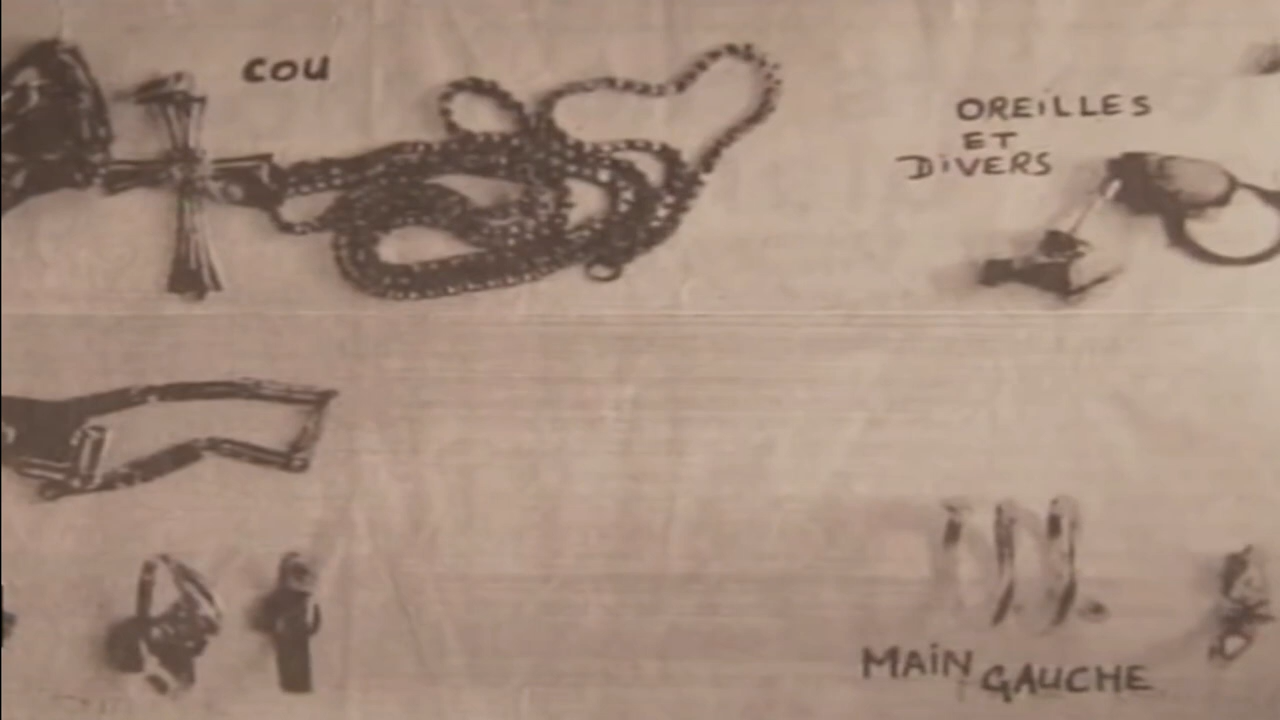 COU
OREILLES
ET
DIVERS
MAIN GAUCHE